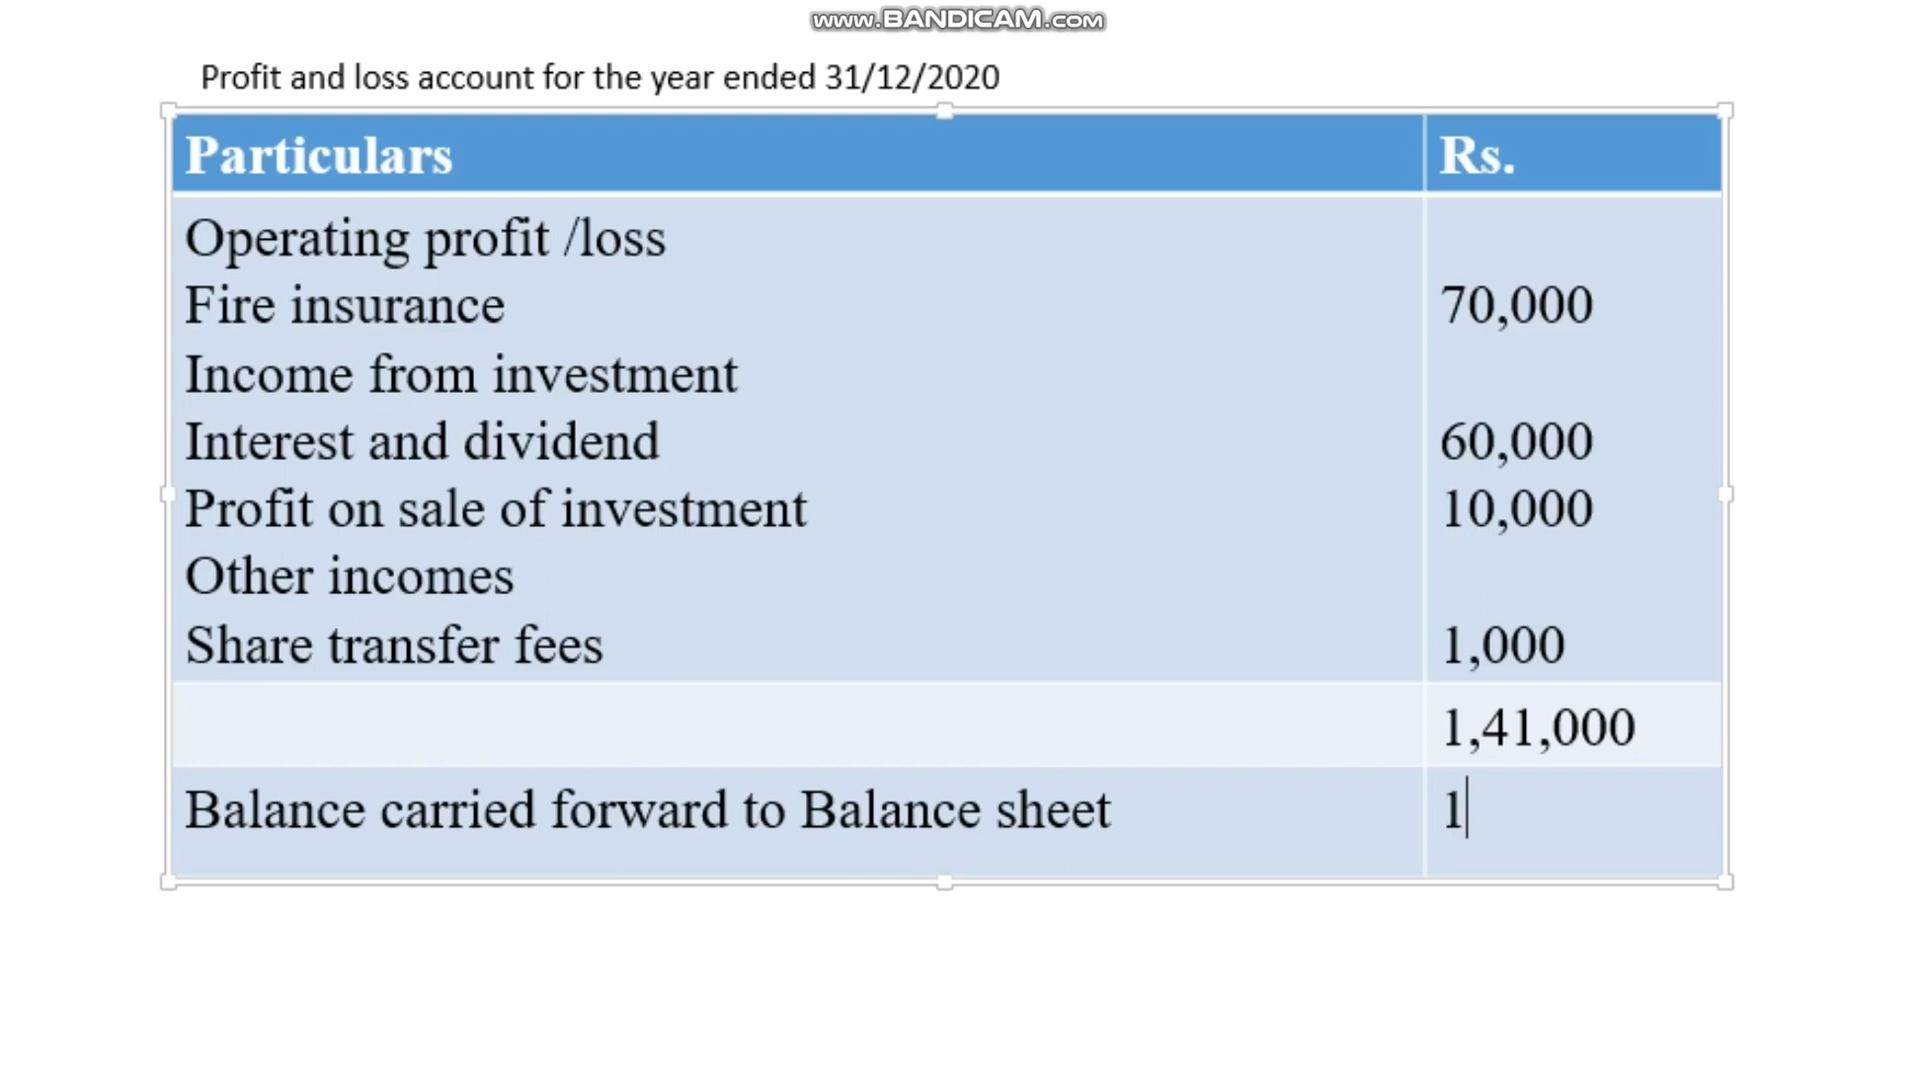 www.BANDICAM.com
Profit and loss account for the year ended 31/12/2020
Particulars Rs.
Operating profit /loss
Fire insurance 70,000
Income from investment
Interest and dividend 60,000
Profit on sale of investment 10,000
Other incomes
Share transfer fees 1,000
1,41,000
Balance carried forward to Balance sheet 1